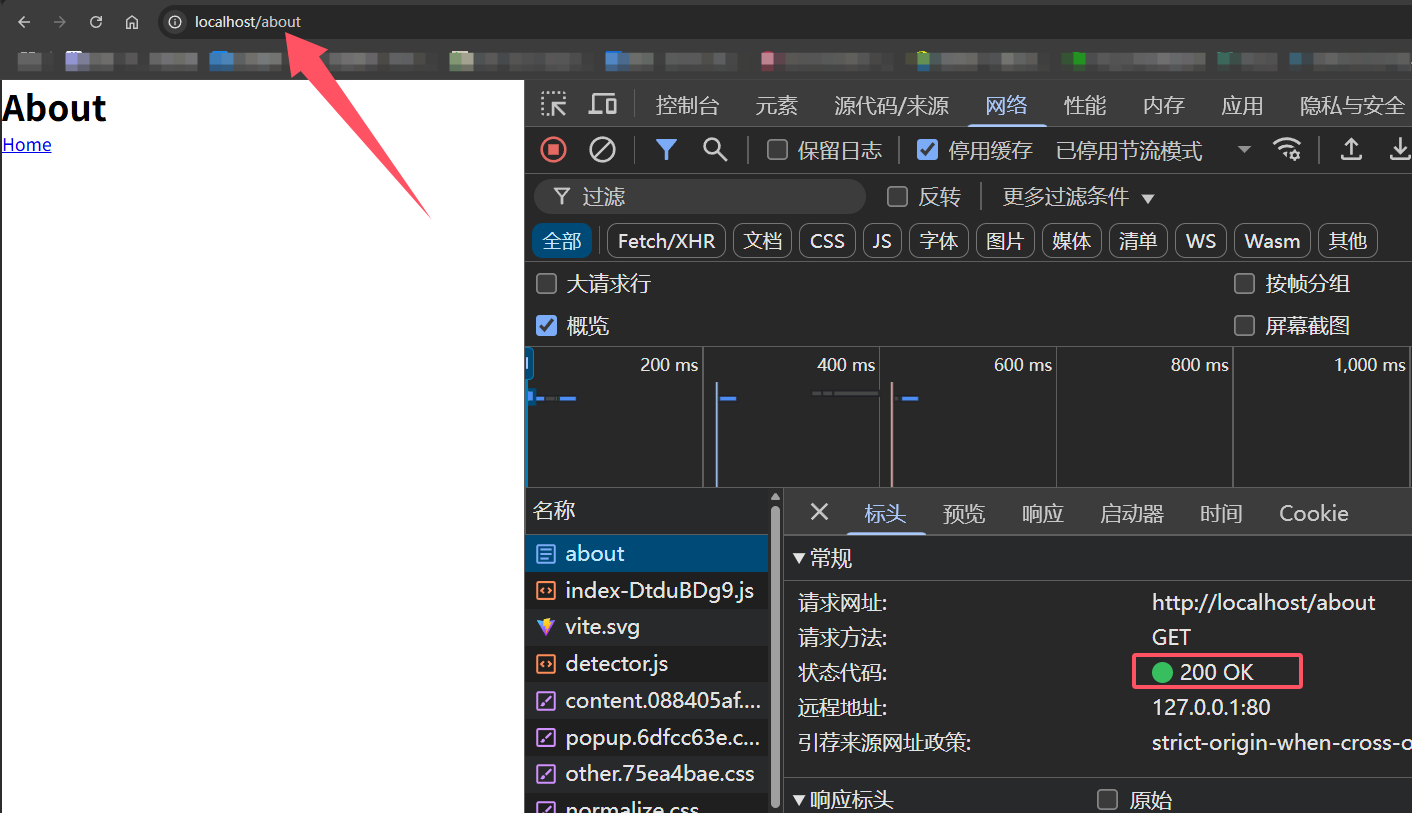 localhost/about
About
Home
控制台 元素 源代码/来源 网络 性能 内存 应用 隐私与安全
保留日志 停用缓存 已停用节流模式
过滤 反转 更多过滤条件
全部 Fetch/XHR 文档 CSS JS 字体 图片 媒体 清单 WS Wasm 其他
大请求行 按帧分组
概览 屏幕截图
200 ms 400 ms 600 ms 800 ms 1,000 ms
名称
about
index-DtduBDg9.js
vite.svg
detector.js
content.088405af....
popup.6dfcc63e.c...
other.75ea4bae.css
normalize.css
标头 预览 响应 启动器 时间 Cookie
常规
请求网址: http://localhost/about
请求方法: GET
状态代码: 200 OK
远程地址: 127.0.0.1:80
引荐来源网址政策: strict-origin-when-cross-o
响应标头 原始